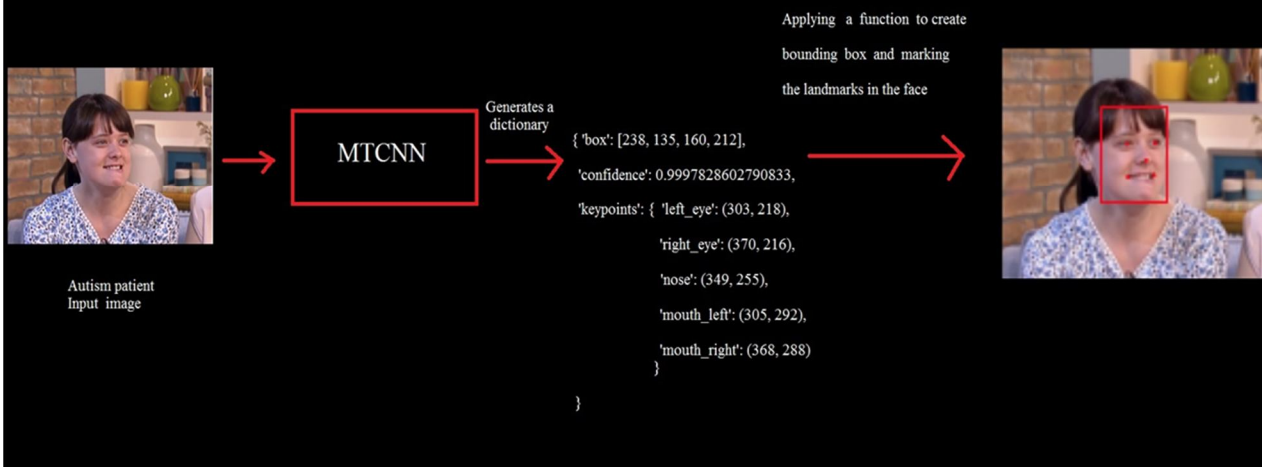 Autism patient
Input image
MTCNN
Generates a
dictionary
{ 'box': [238, 135, 160, 212],
'confidence': 0.9997828602790833,
'keypoints': { 'left_eye': (303, 218),
'right_eye': (370, 216),
'nose': (349, 255),
'mouth_left': (305, 292),
'mouth_right': (368, 288)
}
}
Applying a function to create
bounding box and marking
the landmarks in the face